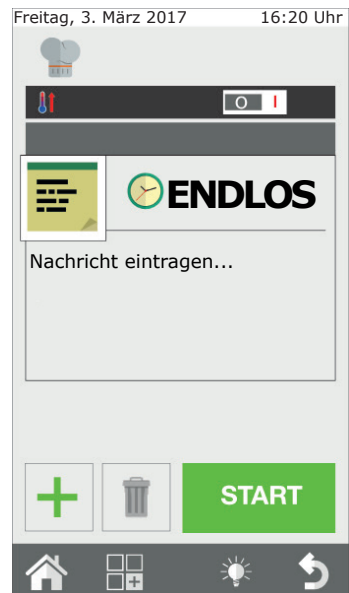 Freitag, 3. März 2017 16:20 Uhr
O I
ENDLOS
Nachricht eintragen...
START